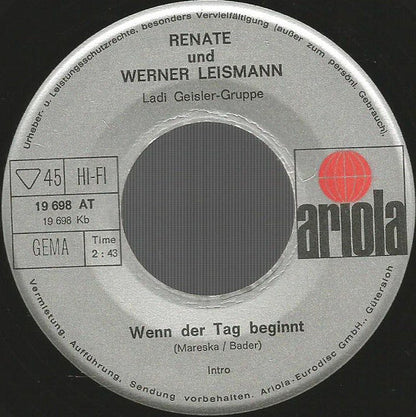 Urheber- u. Leistungsschutzrechte, besonders Vervielfältigung (außer zum persönl. Gebrauch),
RENATE
und
WERNER LEISMANN
Ladi Geisler-Gruppe
45 HI-FI
19 698 AT
19 698 Kb
GEMA
Time
2 : 43
ariola
Wenn der Tag beginnt
(Mareska / Bader)
Intro
Vermietung, Aufführung, Sendung vorbehalten. Ariola-Eurodisc GmbH., Gütersloh